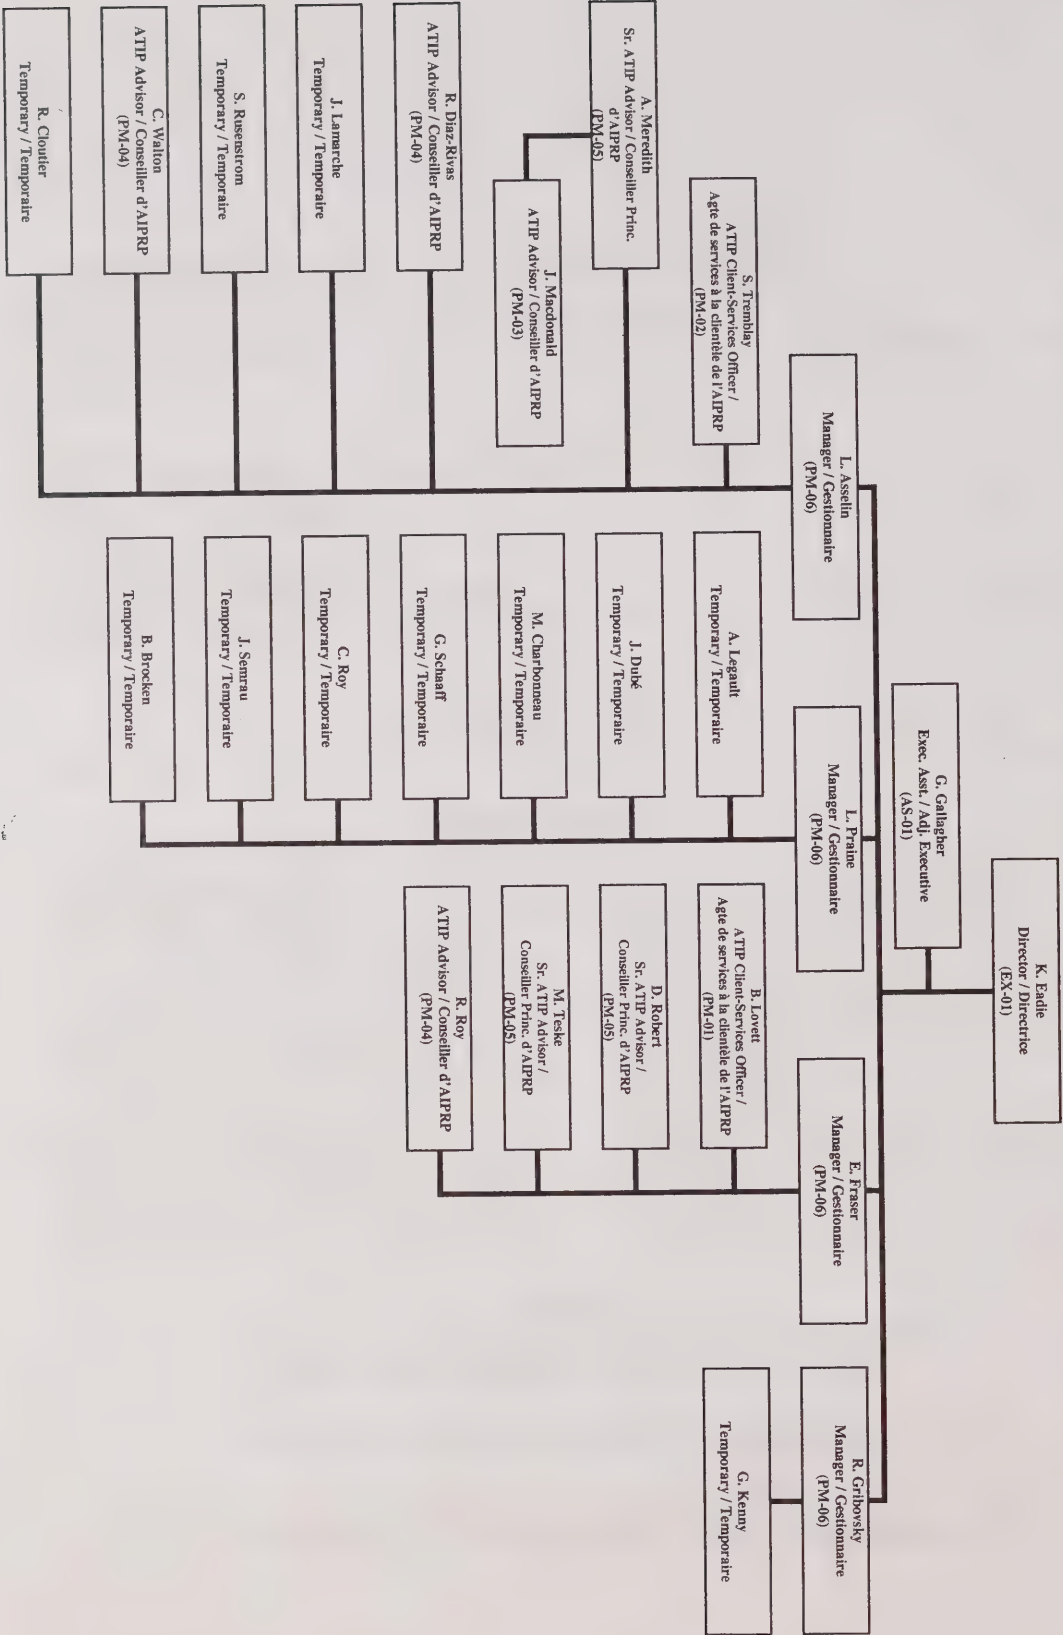 K. Eadie
Director / Directrice
(EX-01)
G. Gallagher
Exec. Asst. / Adj. Executive
(AS-01)
L. Asselin
Manager / Gestionnaire
(PM-06)
S. Tremblay
ATIP Client-Services Officer /
Agte de services à la clientèle de l'AIPRP
(PM-02)
A. Meredith
Sr. ATIP Advisor / Conseiller Princ.
d'AIPRP
(PM-05)
J. Macdonald
ATIP Advisor / Conseiller d'AIPRP
(PM-03)
R. Diaz-Rivas
ATIP Advisor / Conseiller d'AIPRP
(PM-04)
J. Lamarche
Temporary / Temporaire
S. Rusenstrom
Temporary / Temporaire
C. Walton
ATIP Advisor / Conseiller d'AIPRP
(PM-04)
R. Cloutier
Temporary / Temporaire
L. Praine
Manager / Gestionnaire
(PM-06)
A. Legault
Temporary / Temporaire
J. Dubé
Temporary / Temporaire
M. Charbonneau
Temporary / Temporaire
G. Schaaff
Temporary / Temporaire
C. Roy
Temporary / Temporaire
J. Semrau
Temporary / Temporaire
B. Brocken
Temporary / Temporaire
E. Fraser
Manager / Gestionnaire
(PM-06)
B. Lovett
ATIP Client-Services Officer /
Agte de services à la clientèle de l'AIPRP
(PM-01)
D. Robert
Sr. ATIP Advisor /
Conseiller Princ. d'AIPRP
(PM-05)
M. Teske
Sr. ATIP Advisor /
Conseiller Princ. d'AIPRP
(PM-05)
R. Roy
ATIP Advisor / Conseiller d'AIPRP
(PM-04)
R. Gribovsky
Manager / Gestionnaire
(PM-06)
G. Kenny
Temporary / Temporaire